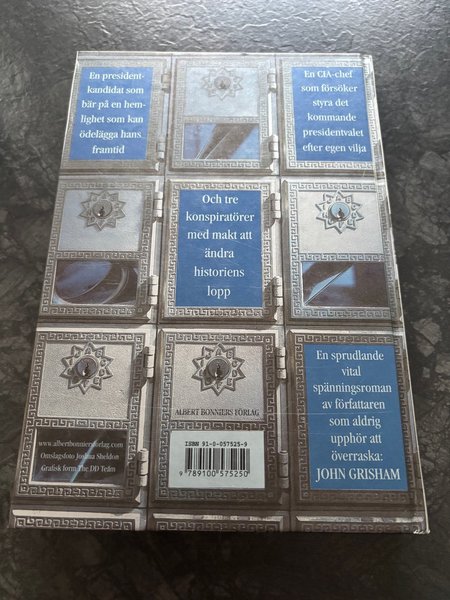 En president-
kandidat som
bär på en hem-
lighet som kan
ödelägga hans
framtid
En CIA-chef
som försöker
styra det
kommande
presidentvalet
efter egen vilja
Och tre
konspiratörer
med makt att
ändra
historiens
lopp
En sprudlande
vital
spänningsroman
av författaren
som aldrig
upphör att
överraska:
JOHN GRISHAM
ALBERT BONNIERS FÖRLAG
www.albertbonniersforlag.com
Omslagsfoto Joshua Sheldon
Grafisk form The DD Team
ISBN 91-0-057525-9
9 789100 575250